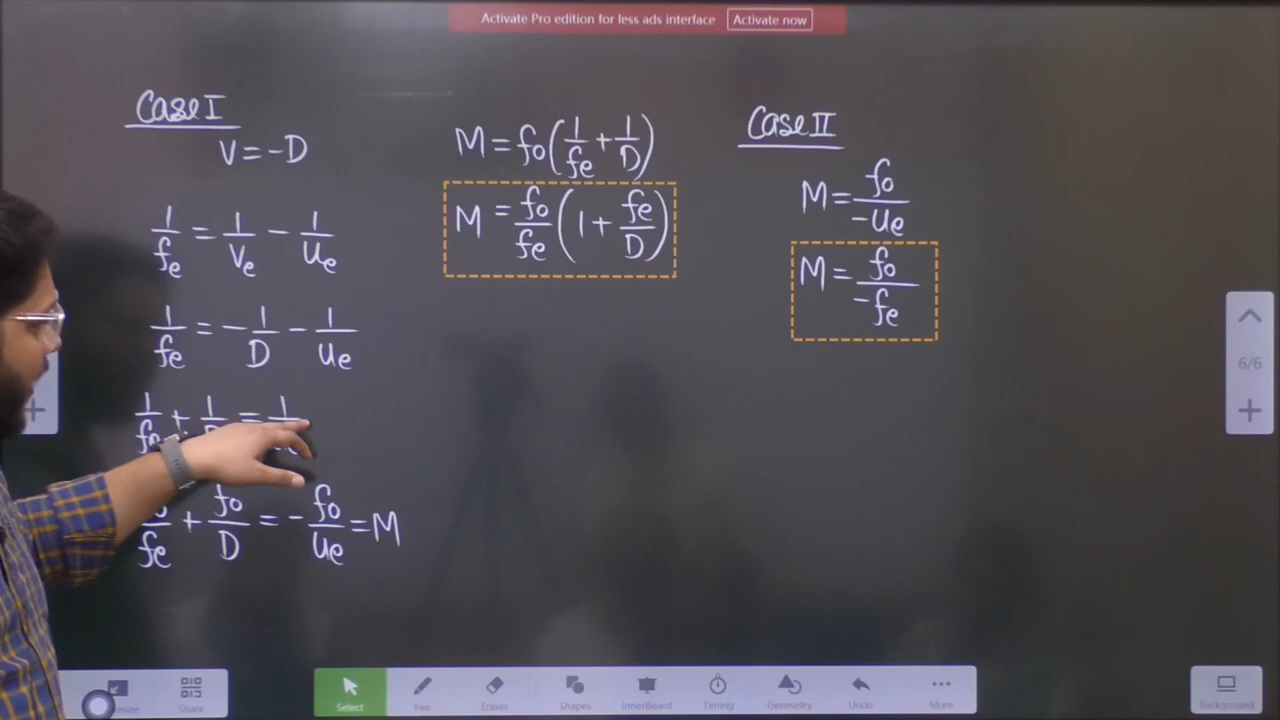 Activate Pro edition for less ads interface Activate now
Case I
V = -D
1/fe = 1/Ve - 1/Ue
1/fe = -1/D - 1/Ue
fo/D = -fo/Ue = M
M = fo(1/fe + 1/D)
M = fo/fe (1 + fe/D)
Case II
M = fo/-Ue
M = fo/-fe
6/6
Share
Select
Pen
Eraser
Shapes
InnerBoard
Timing
Geometry
Undo
More
Background